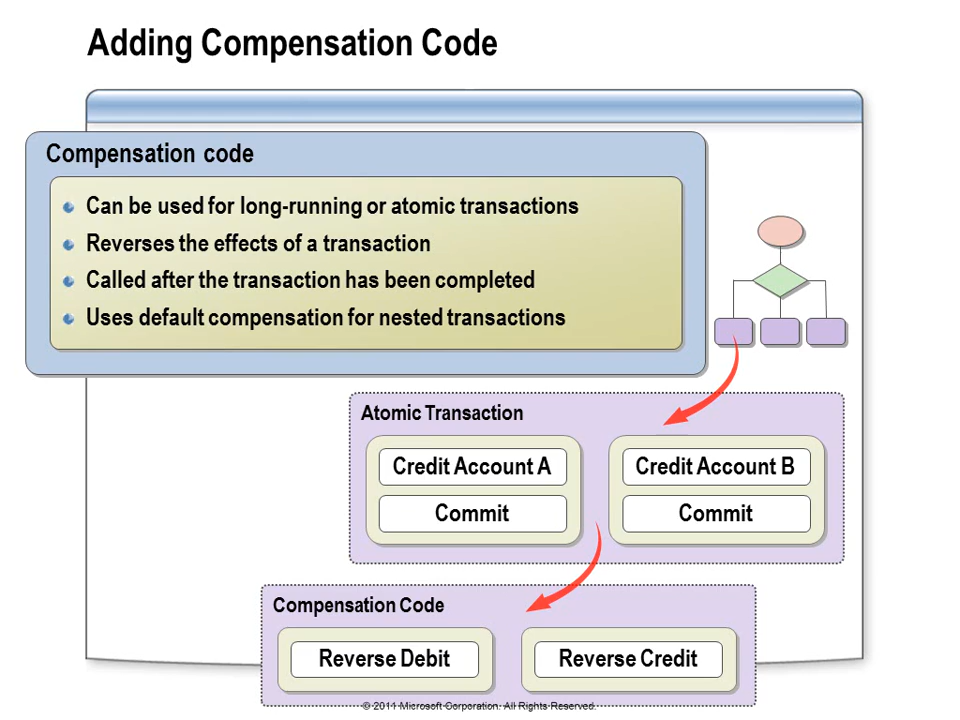 Adding Compensation Code
Compensation code
Can be used for long-running or atomic transactions
Reverses the effects of a transaction
Called after the transaction has been completed
Uses default compensation for nested transactions
Atomic Transaction
Credit Account A
Commit
Credit Account B
Commit
Compensation Code
Reverse Debit
Reverse Credit
© 2011 Microsoft Corporation. All Rights Reserved.